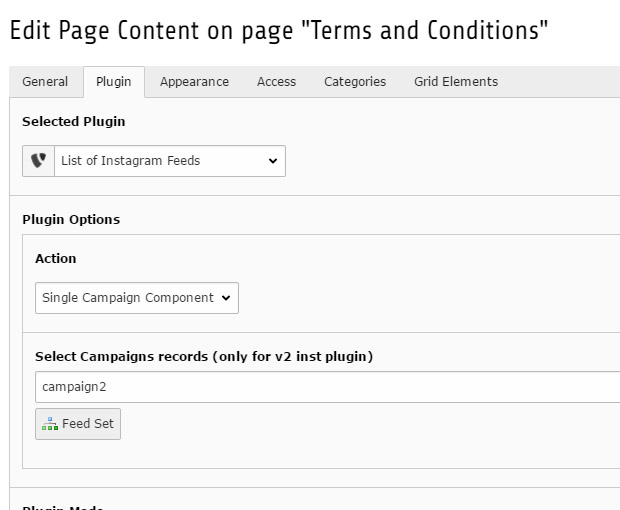 Edit Page Content on page "Terms and Conditions"
General Plugin Appearance Access Categories Grid Elements
Selected Plugin
List of Instagram Feeds
Plugin Options
Action
Single Campaign Component
Select Campaigns records (only for v2 inst plugin)
campaign2
Feed Set
Plugin Mode